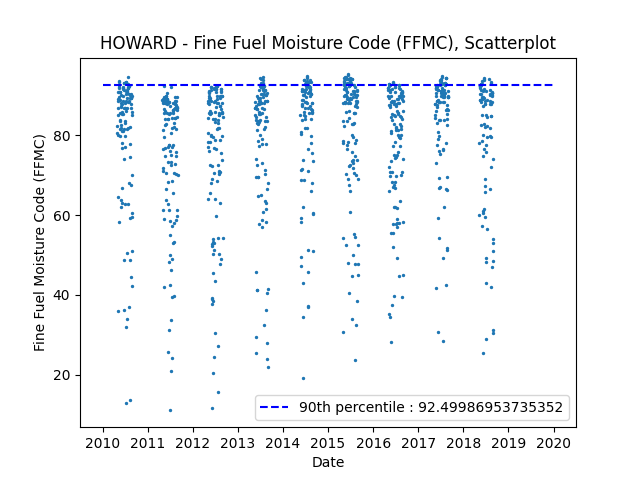 HOWARD - Fine Fuel Moisture Code (FFMC), Scatterplot
Fine Fuel Moisture Code (FFMC)
80
60
40
20
90th percentile : 92.49986953735352
2010 2011 2012 2013 2014 2015 2016 2017 2018 2019 2020
Date